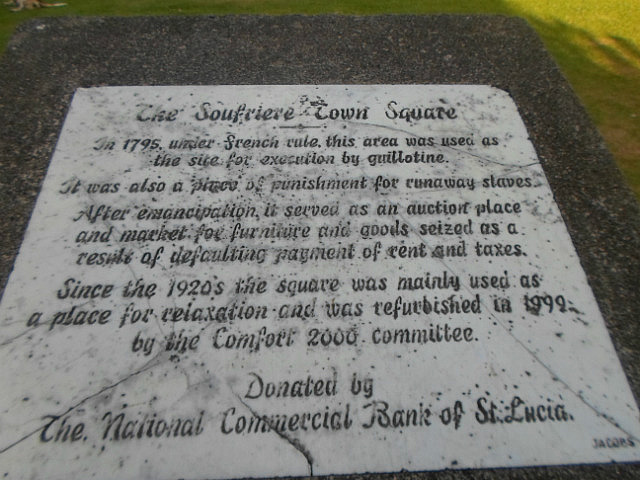 The Soufriere Town Square
In 1795, under French rule, this area was used as
the site for execution by guillotine.
It was also a place of punishment for runaway slaves.
After emancipation, it served as an auction place
and market for furniture and goods seized as a
result of defaulting payment of rent and taxes.
Since the 1920s the square was mainly used as
a place for relaxation and was refurbished in 1999
by the Comfort 2000 committee.
Donated by
The National Commercial Bank of St. Lucia.
JACOBS